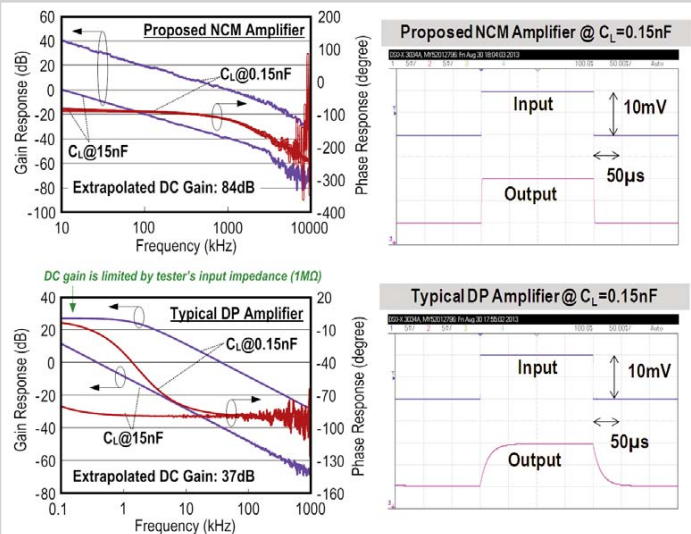 Proposed NCM Amplifier
Gain Response (dB)
60
40
20
0
-20
-40
-60
-80
-100
200
100
0
-100
-200
-300
-400
Phase Response (degree)
CL@0.15nF
CL@15nF
Extrapolated DC Gain: 84dB
10
100
1000
10000
Frequency (kHz)
Proposed NCM Amplifier @ CL=0.15nF
Input
10mV
50µs
Output
DC gain is limited by tester's input impedance (1MΩ)
Typical DP Amplifier
Gain Response (dB)
40
20
0
-20
-40
-60
-80
20
-10
-40
-70
-100
-130
-160
Phase Response (degree)
CL@0.15nF
CL@15nF
Extrapolated DC Gain: 37dB
0.1
1
10
100
1000
Frequency (kHz)
Typical DP Amplifier @ CL=0.15nF
Input
10mV
50µs
Output